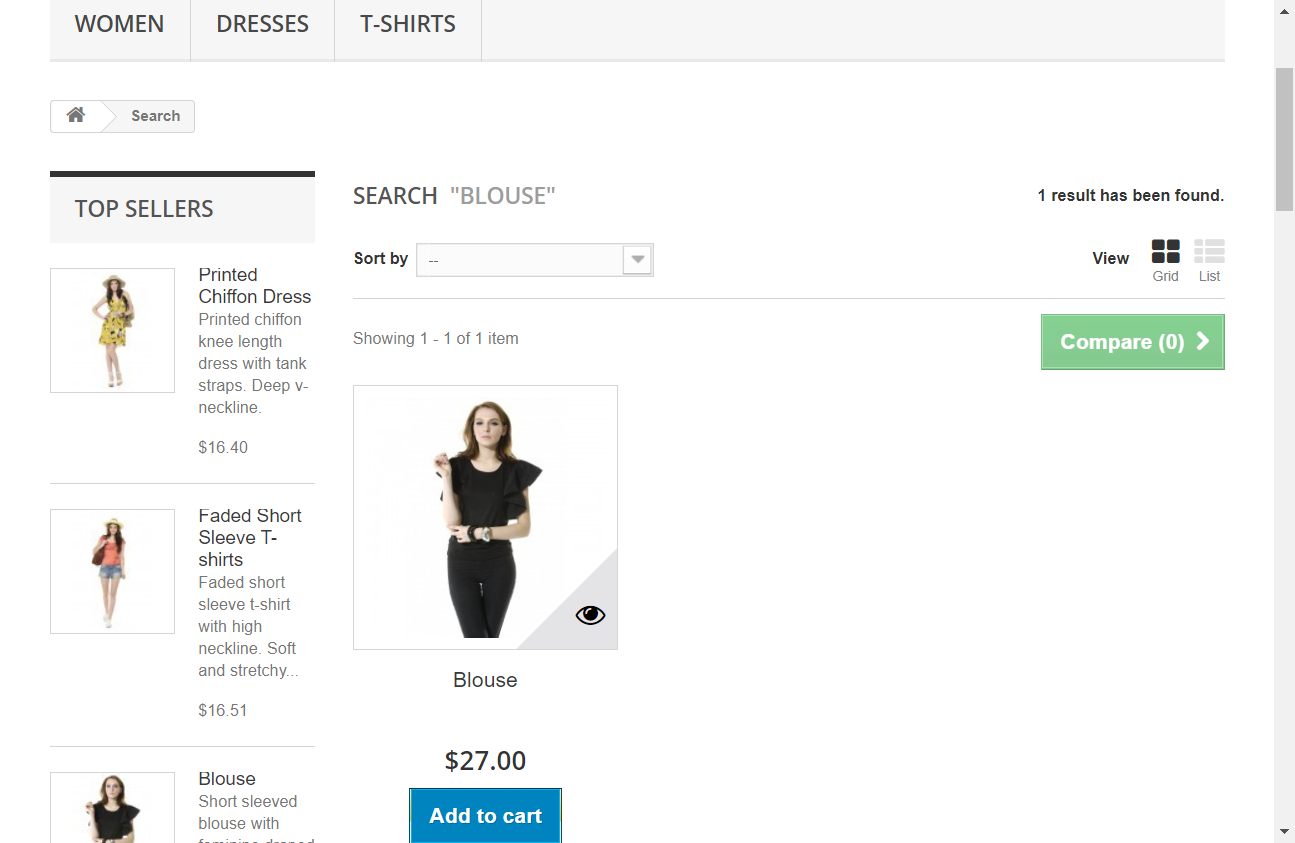 WOMEN DRESSES T-SHIRTS
Search
TOP SELLERS
Printed
Chiffon Dress
Printed chiffon
knee length
dress with tank
straps. Deep v-
neckline.
$16.40
Faded Short
Sleeve T-
shirts
Faded short
sleeve t-shirt
with high
neckline. Soft
and stretchy...
$16.51
Blouse
Short sleeved
blouse with
feminine draped
SEARCH "BLOUSE"
1 result has been found.
Sort by --
View
Grid List
Showing 1 - 1 of 1 item
Compare (0)
Blouse
$27.00
Add to cart